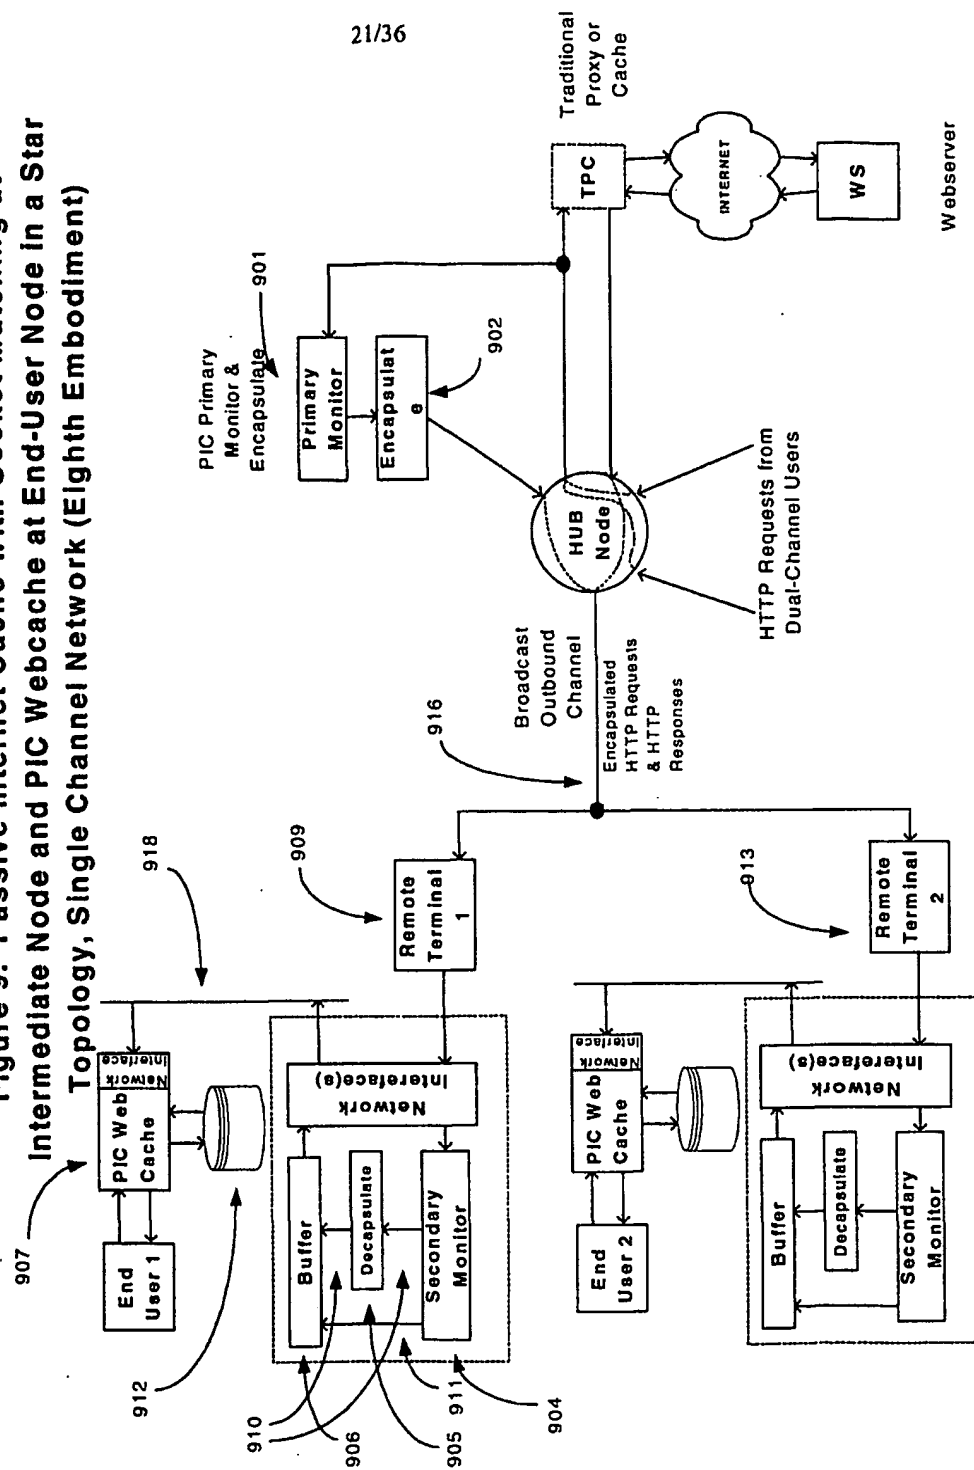 21/36
Intermediate Node and PIC Webcache at End-User Node in a Star
Topology, Single Channel Network (Eighth Embodiment)
PIC Primary
Monitor &
Encapsulate
901
Primary
Monitor
Encapsulat
e
902
Traditional
Proxy or
Cache
TPC
INTERNET
WS
Webserver
HUB
Node
HTTP Requests from
Dual-Channel Users
Broadcast
Outbound
Channel
Encapsulated
HTTP Requests
& HTTP
Responses
916
909
Remote
Terminal
1
913
Remote
Terminal
2
918
907
End
User 1
PIC Web
Cache
Network
Interface
912
Network
Intereface(s)
Buffer
Decapsulate
Secondary
Monitor
910
906
905
911
904
End
User 2
PIC Web
Cache
Network
Interface
Network
Intereface(s)
Buffer
Decapsulate
Secondary
Monitor